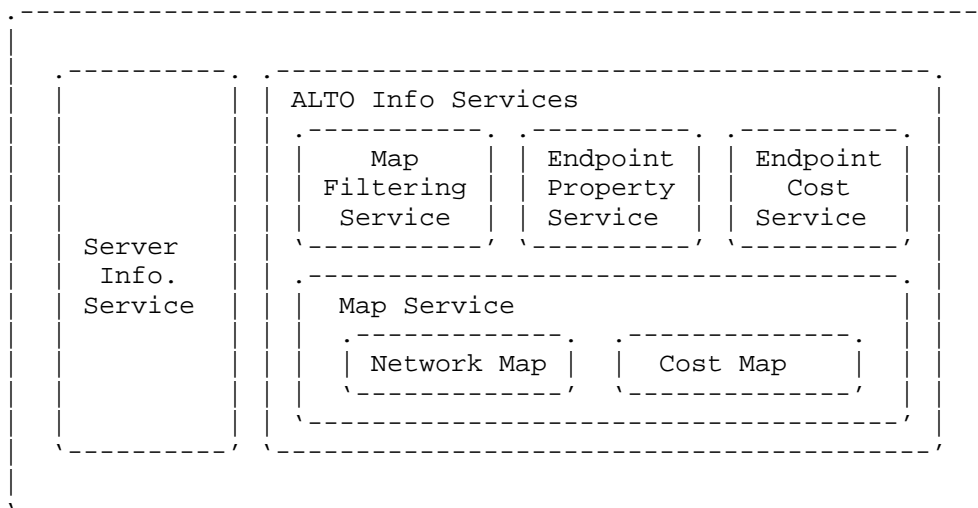 ALTO Info Services
Map Endpoint Endpoint
Filtering Property Cost
Service Service Service
Server
Info.
Service Map Service
Network Map Cost Map